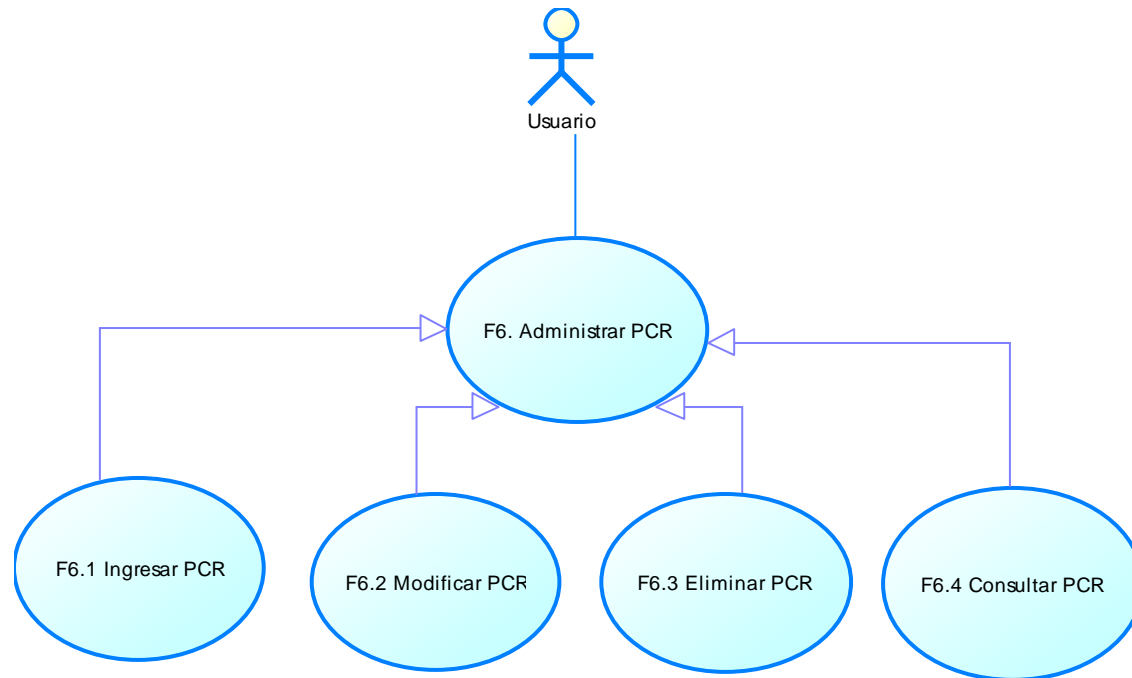 Usuario
F6. Administrar PCR
F6.1 Ingresar PCR
F6.2 Modificar PCR
F6.3 Eliminar PCR
F6.4 Consultar PCR